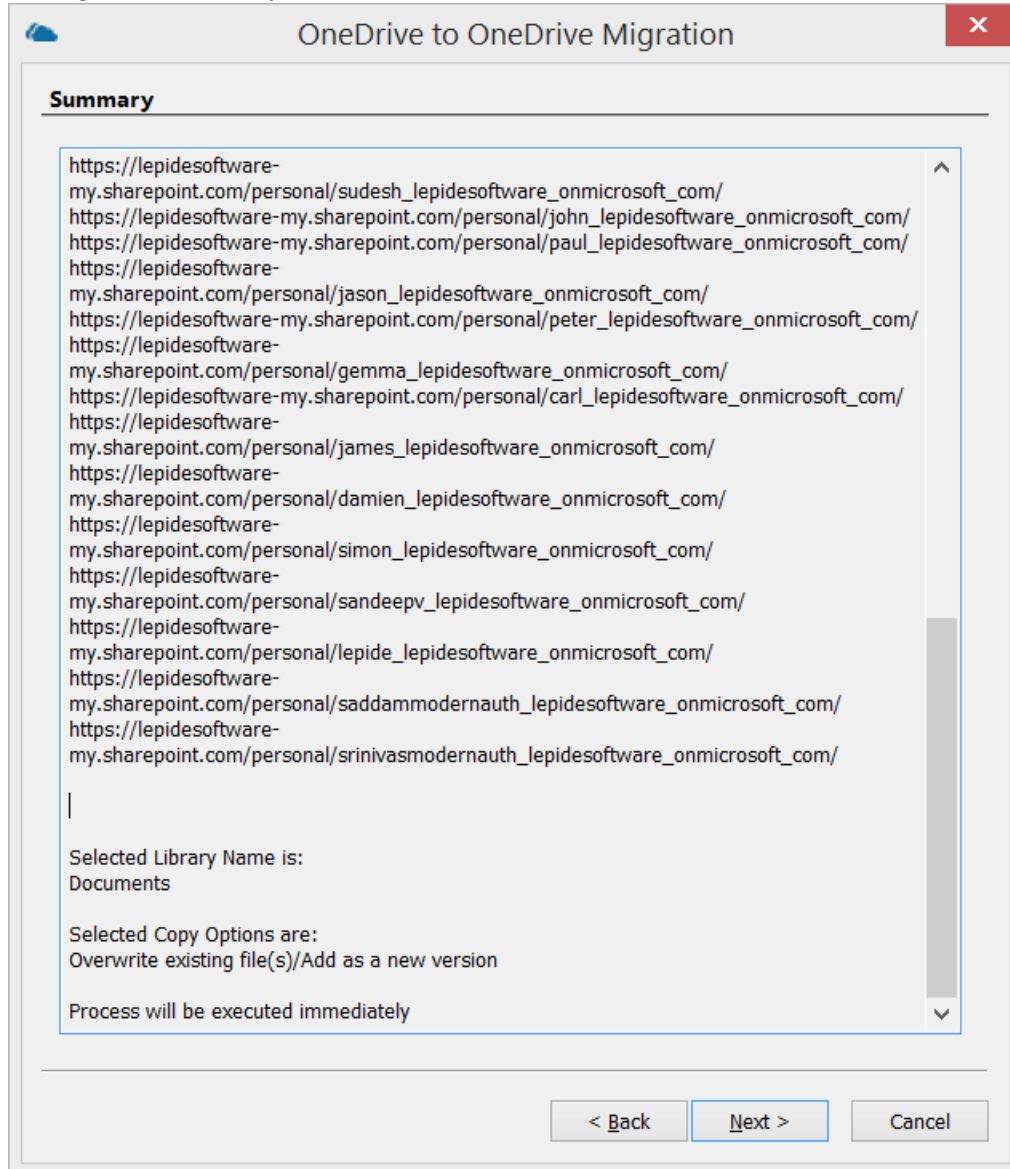 OneDrive to OneDrive Migration
Summary
https://lepidesoftware-
my.sharepoint.com/personal/sudesh_lepidesoftware_onmicrosoft_com/
https://lepidesoftware-my.sharepoint.com/personal/john_lepidesoftware_onmicrosoft_com/
https://lepidesoftware-my.sharepoint.com/personal/paul_lepidesoftware_onmicrosoft_com/
https://lepidesoftware-
my.sharepoint.com/personal/jason_lepidesoftware_onmicrosoft_com/
https://lepidesoftware-my.sharepoint.com/personal/peter_lepidesoftware_onmicrosoft_com/
https://lepidesoftware-
my.sharepoint.com/personal/gemma_lepidesoftware_onmicrosoft_com/
https://lepidesoftware-my.sharepoint.com/personal/carl_lepidesoftware_onmicrosoft_com/
https://lepidesoftware-
my.sharepoint.com/personal/james_lepidesoftware_onmicrosoft_com/
https://lepidesoftware-
my.sharepoint.com/personal/damien_lepidesoftware_onmicrosoft_com/
https://lepidesoftware-
my.sharepoint.com/personal/simon_lepidesoftware_onmicrosoft_com/
https://lepidesoftware-
my.sharepoint.com/personal/sandeepv_lepidesoftware_onmicrosoft_com/
https://lepidesoftware-
my.sharepoint.com/personal/lepide_lepidesoftware_onmicrosoft_com/
https://lepidesoftware-
my.sharepoint.com/personal/saddammodernauth_lepidesoftware_onmicrosoft_com/
https://lepidesoftware-
my.sharepoint.com/personal/srinivasmodernauth_lepidesoftware_onmicrosoft_com/
Selected Library Name is:
Documents
Selected Copy Options are:
Overwrite existing file(s)/Add as a new version
Process will be executed immediately
< Back Next > Cancel